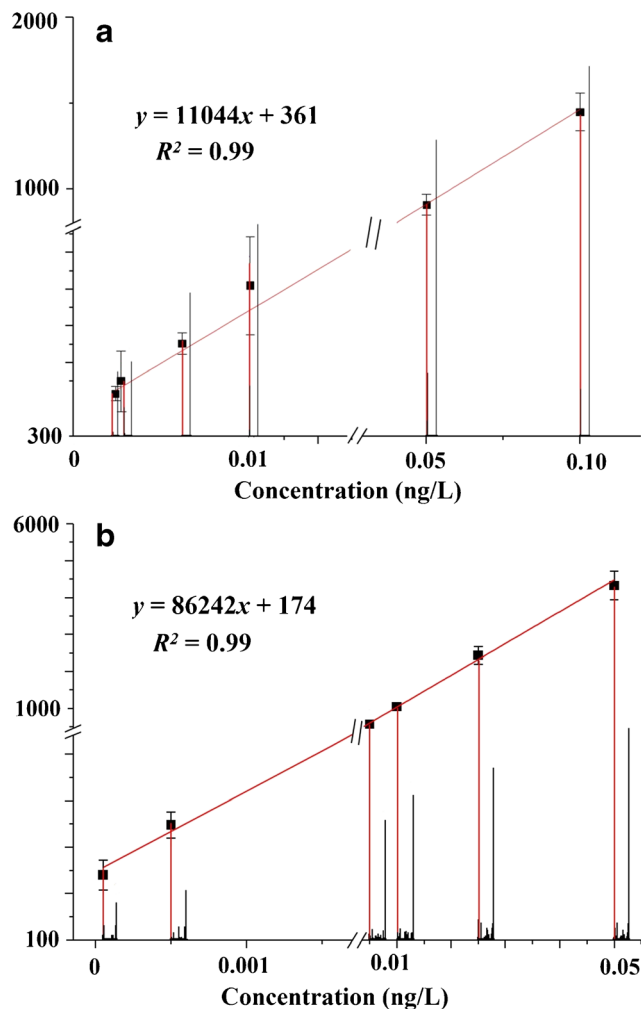 a
2000
y = 11044x + 361
R² = 0.99
1000
300
0 0.01 0.05 0.10
Concentration (ng/L)
b
6000
y = 86242x + 174
R² = 0.99
1000
100
0 0.001 0.01 0.05
Concentration (ng/L)